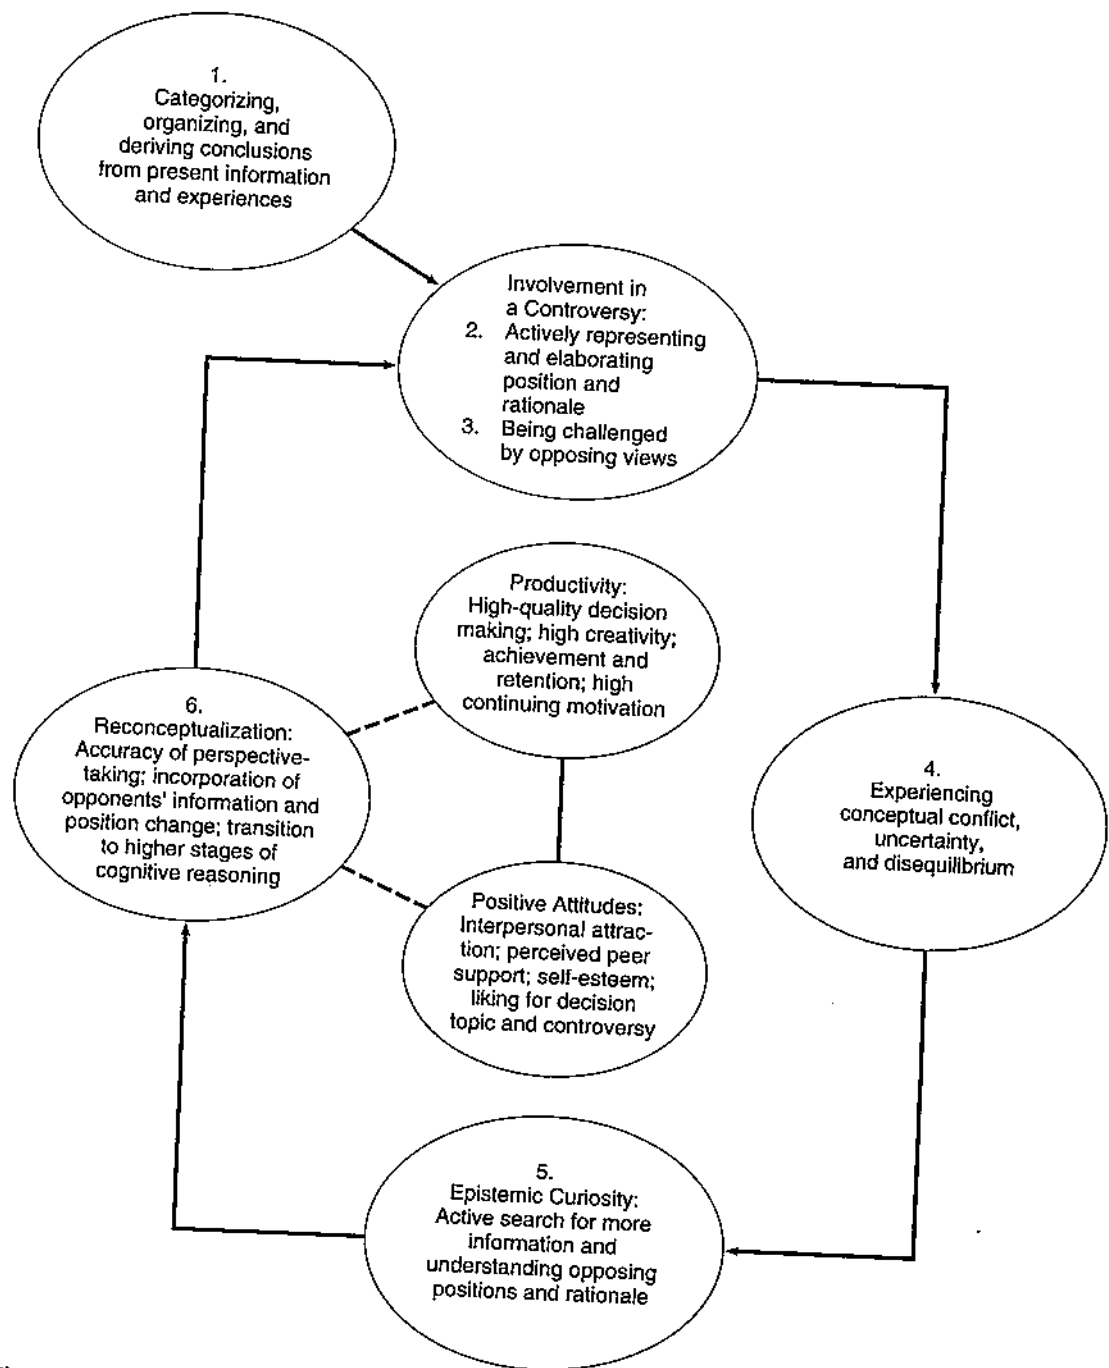 1.
Categorizing,
organizing, and
deriving conclusions
from present information
and experiences
Involvement in
a Controversy:
2. Actively representing
and elaborating
position and
rationale
3. Being challenged
by opposing views
Productivity:
High-quality decision
making; high creativity;
achievement and
retention; high
continuing motivation
6.
Reconceptualization:
Accuracy of perspective-
taking; incorporation of
opponents' information and
position change; transition
to higher stages of
cognitive reasoning
4.
Experiencing
conceptual conflict,
uncertainty,
and disequilibrium
Positive Attitudes:
Interpersonal attrac-
tion; perceived peer
support; self-esteem;
liking for decision
topic and controversy
5.
Epistemic Curiosity:
Active search for more
information and
understanding opposing
positions and rationale